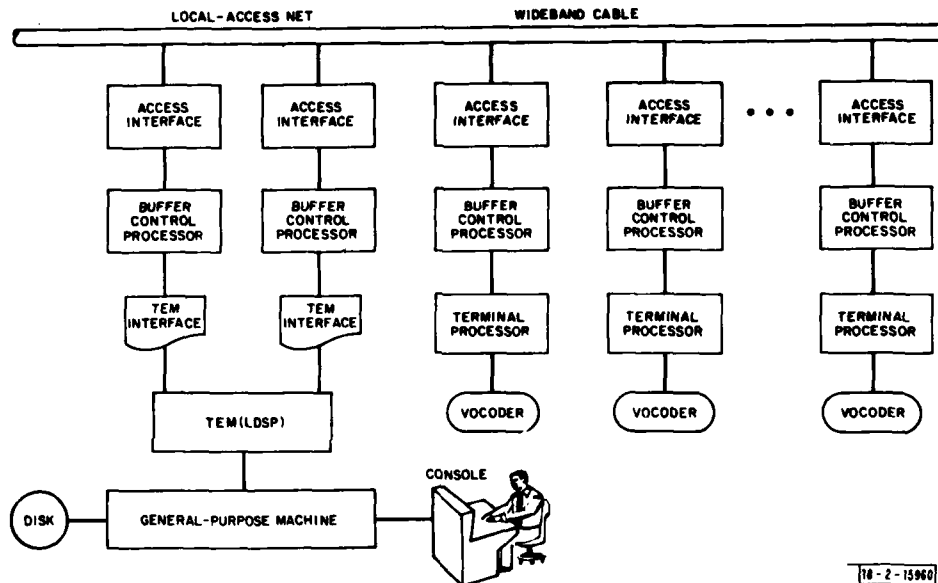 LOCAL-ACCESS NET
WIDEBAND CABLE
ACCESS
INTERFACE
ACCESS
INTERFACE
ACCESS
INTERFACE
ACCESS
INTERFACE
ACCESS
INTERFACE
BUFFER
CONTROL
PROCESSOR
BUFFER
CONTROL
PROCESSOR
BUFFER
CONTROL
PROCESSOR
BUFFER
CONTROL
PROCESSOR
BUFFER
CONTROL
PROCESSOR
TEM
INTERFACE
TEM
INTERFACE
TERMINAL
PROCESSOR
TERMINAL
PROCESSOR
TERMINAL
PROCESSOR
TEM(LDSP)
VOCODER
VOCODER
VOCODER
CONSOLE
DISK
GENERAL-PURPOSE MACHINE
18-2-15960